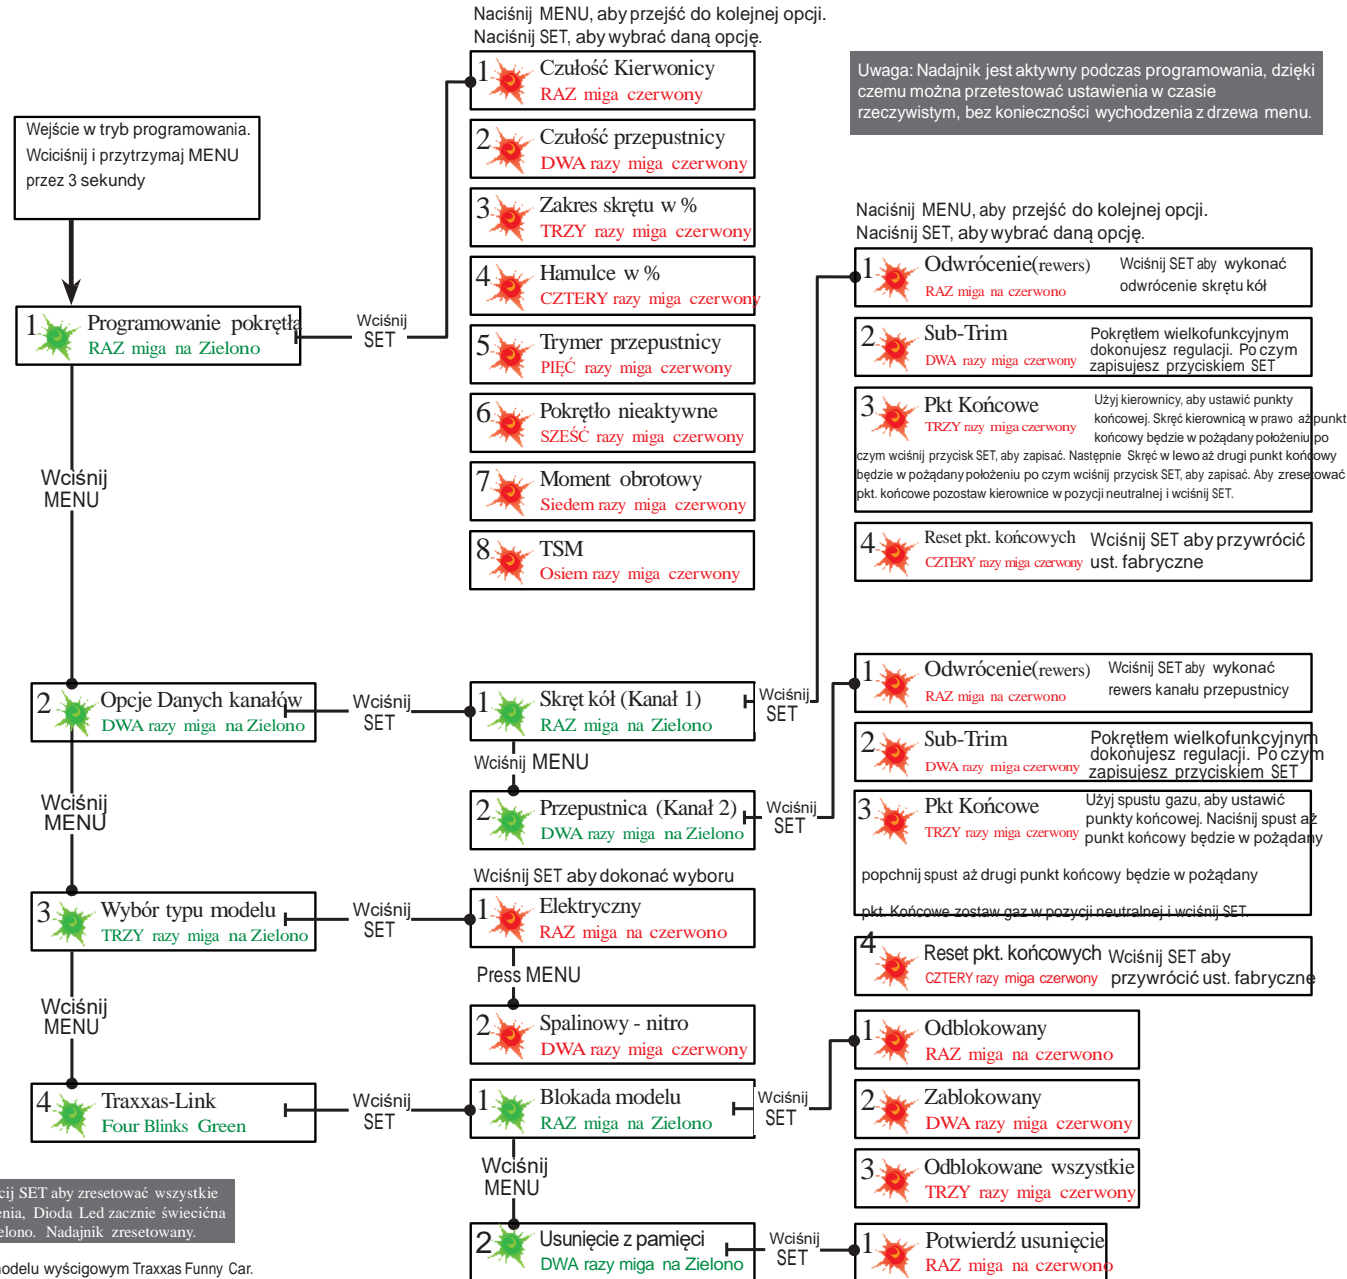 Naciśnij MENU, aby przejść do kolejnej opcji.
Naciśnij SET, aby wybrać daną opcję.
1 Czułość Kierwonicy
RAZ miga czerwony
2 Czułość przepustnicy
DWA razy miga czerwony
3 Zakres skrętu w %
TRZY razy miga czerwony
4 Hamulce w %
CZTERY razy miga czerwony
5 Trymer przepustnicy
PIĘĆ razy miga czerwony
6 Pokrętło nieaktywne
SZEŚĆ razy miga czerwony
7 Moment obrotowy
Siedem razy miga czerwony
8 TSM
Osiem razy miga czerwony
Uwaga: Nadajnik jest aktywny podczas programowania, dzięki
czemu można przetestować ustawienia w czasie
rzeczywistym, bez konieczności wychodzenia z drzewa menu.
Wejście w tryb programowania.
Wciciśnij i przytrzymaj MENU
przez 3 sekundy
1 Programowanie pokrętła
RAZ miga na Zielono
Wciśnij
SET
Wciśnij
MENU
Naciśnij MENU, aby przejść do kolejnej opcji.
Naciśnij SET, aby wybrać daną opcję.
1 Odwrócenie(rewers) Wciśnij SET aby wykonać
RAZ miga na czerwono odwrócenie skrętu kół
2 Sub-Trim Pokrętłem wielkofunkcyjnym
dokonujesz regulacji. Po czym
DWA razy miga czerwony zapisujesz przyciskiem SET
3 Pkt Końcowe Użyj kierownicy, aby ustawić punkty
TRZY razy miga czerwony końcowej. Skręć kierownicą w prawo aż punkt
końcowy będzie w pożądany położeniu po
czym wciśnij przycisk SET, aby zapisać. Następnie Skręć w lewo aż drugi punkt końcowy
będzie w pożądany położeniu po czym wciśnij przycisk SET, aby zapisać. Aby zresetować
pkt. końcowe pozostaw kierownice w pozycji neutralnej i wciśnij SET.
4 Reset pkt. końcowych Wciśnij SET aby przywrócić
CZTERY razy miga czerwony ust. fabryczne
2 Opcje Danych kanałów
DWA razy miga na Zielono
Wciśnij
SET
1 Skręt kół (Kanał 1)
RAZ miga na Zielono
Wciśnij
SET
Wciśnij MENU
2 Przepustnica (Kanał 2)
DWA razy miga na Zielono
Wciśnij
SET
1 Odwrócenie(rewers) Wciśnij SET aby wykonać
RAZ miga na czerwono rewers kanału przepustnicy
2 Sub-Trim Pokrętłem wielkofunkcyjnym
dokonujesz regulacji. Po czym
DWA razy miga czerwony zapisujesz przyciskiem SET
3 Pkt Końcowe Użyj spustu gazu, aby ustawić
punkty końcowej. Naciśnij spust aż
TRZY razy miga czerwony punkt końcowy będzie w pożądany
popchnij spust aż drugi punkt końcowy będzie w pożądany
pkt. Końcowe zostaw gaz w pozycji neutralnej i wciśnij SET.
4 Reset pkt. końcowych Wciśnij SET aby
CZTERY razy miga czerwony przywrócić ust. fabryczne
Wciśnij
MENU
3 Wybór typu modelu
TRZY razy miga na Zielono
Wciśnij
SET
Wciśnij SET aby dokonać wyboru
1 Elektryczny
RAZ miga na czerwono
Press MENU
2 Spalinowy - nitro
DWA razy miga czerwony
Wciśnij
MENU
4 Traxxas-Link
Four Blinks Green
Wciśnij
SET
1 Blokada modelu
RAZ miga na Zielono
Wciśnij
SET
1 Odblokowany
RAZ miga na czerwono
2 Zablokowany
DWA razy miga czerwony
3 Odblokowane wszystkie
TRZY razy miga czerwony
Wciśnij
MENU
2 Usunięcie z pamięci
DWA razy miga na Zielono
Wciśnij
SET
1 Potwierdź usunięcie
RAZ miga na czerwono
cij SET aby zresetować wszystkie
enia, Dioda Led zacznie świecićna
elono. Nadajnik zresetowany.
nodelu wyścigowym Traxxas Funny Car.